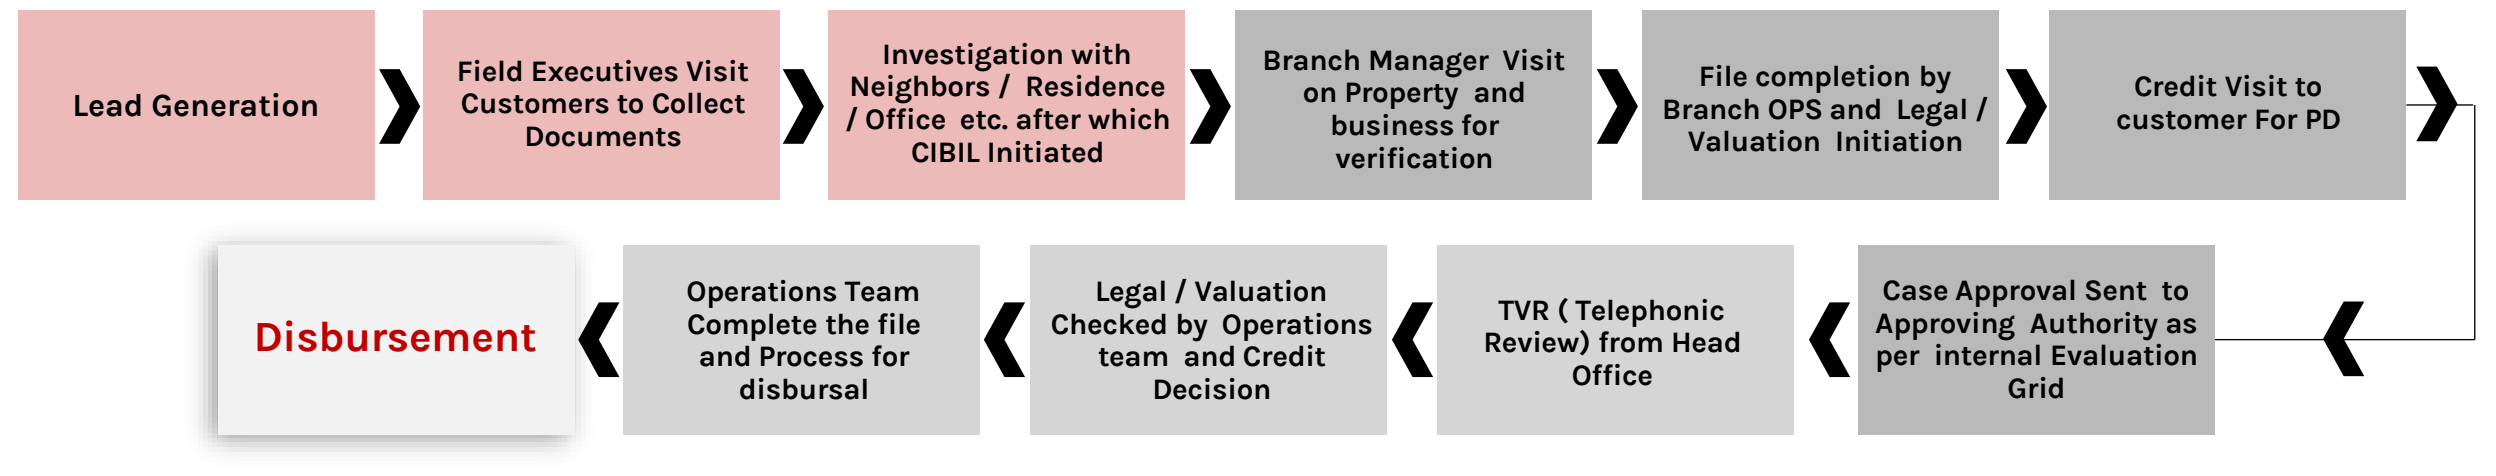 Lead Generation
Field Executives Visit
Customers to Collect
Documents
Investigation with
Neighbors / Residence
/ Office etc. after which
CIBIL Initiated
Branch Manager Visit
on Property and
business for
verification
File completion by
Branch OPS and Legal /
Valuation Initiation
Credit Visit to
customer For PD
Case Approval Sent to
Approving Authority as
per internal Evaluation
Grid
TVR ( Telephonic
Review) from Head
Office
Legal / Valuation
Checked by Operations
team and Credit
Decision
Operations Team
Complete the file
and Process for
disbursal
Disbursement